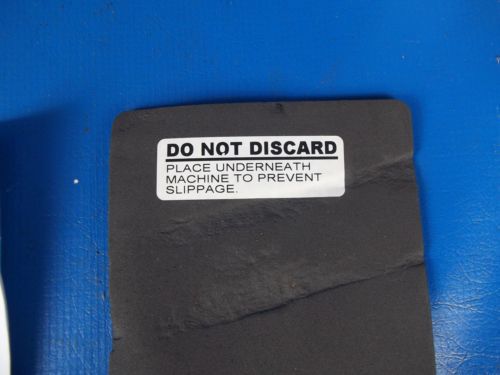 DO NOT DISCARD
PLACE UNDERNEATH
MACHINE TO PREVENT
SLIPPAGE.